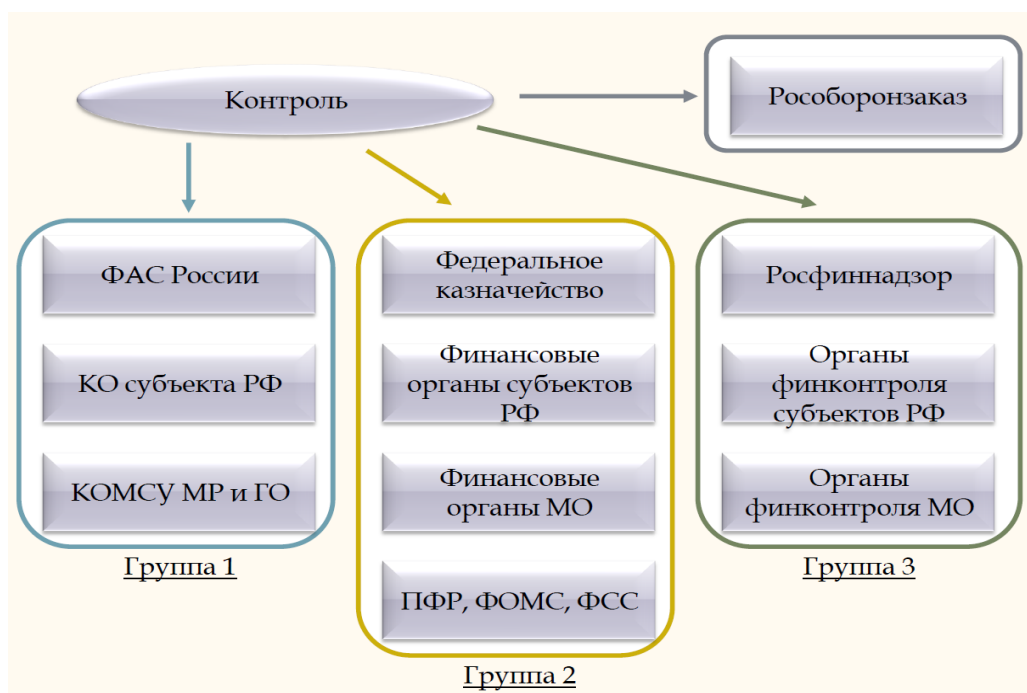 Контроль
Рособоронзаказ
ФАС России
КО субъекта РФ
КОМСУ МР и ГО
Группа 1
Федеральное
казначейство
Финансовые
органы субъектов
РФ
Финансовые
органы МО
ПФР, ФОМС, ФСС
Группа 2
Росфиннадзор
Органы
финконтроля
субъектов РФ
Органы
финконтроля МО
Группа 3